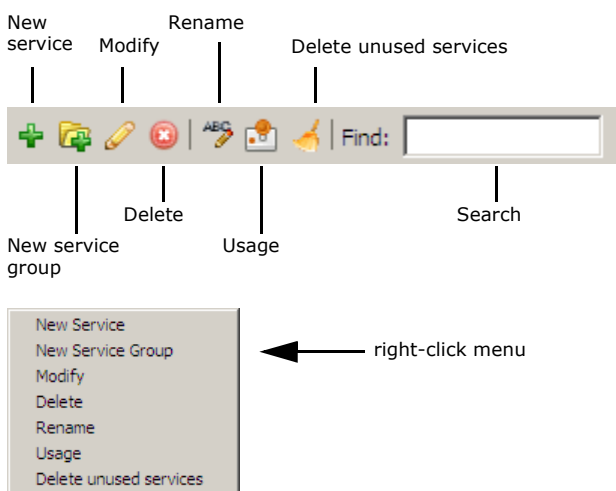 New
service
Modify
Rename
Delete unused services
ABC
Find:
Delete
Search
New service
group
Usage
New Service
New Service Group
Modify
Delete
Rename
Usage
Delete unused services
right-click menu